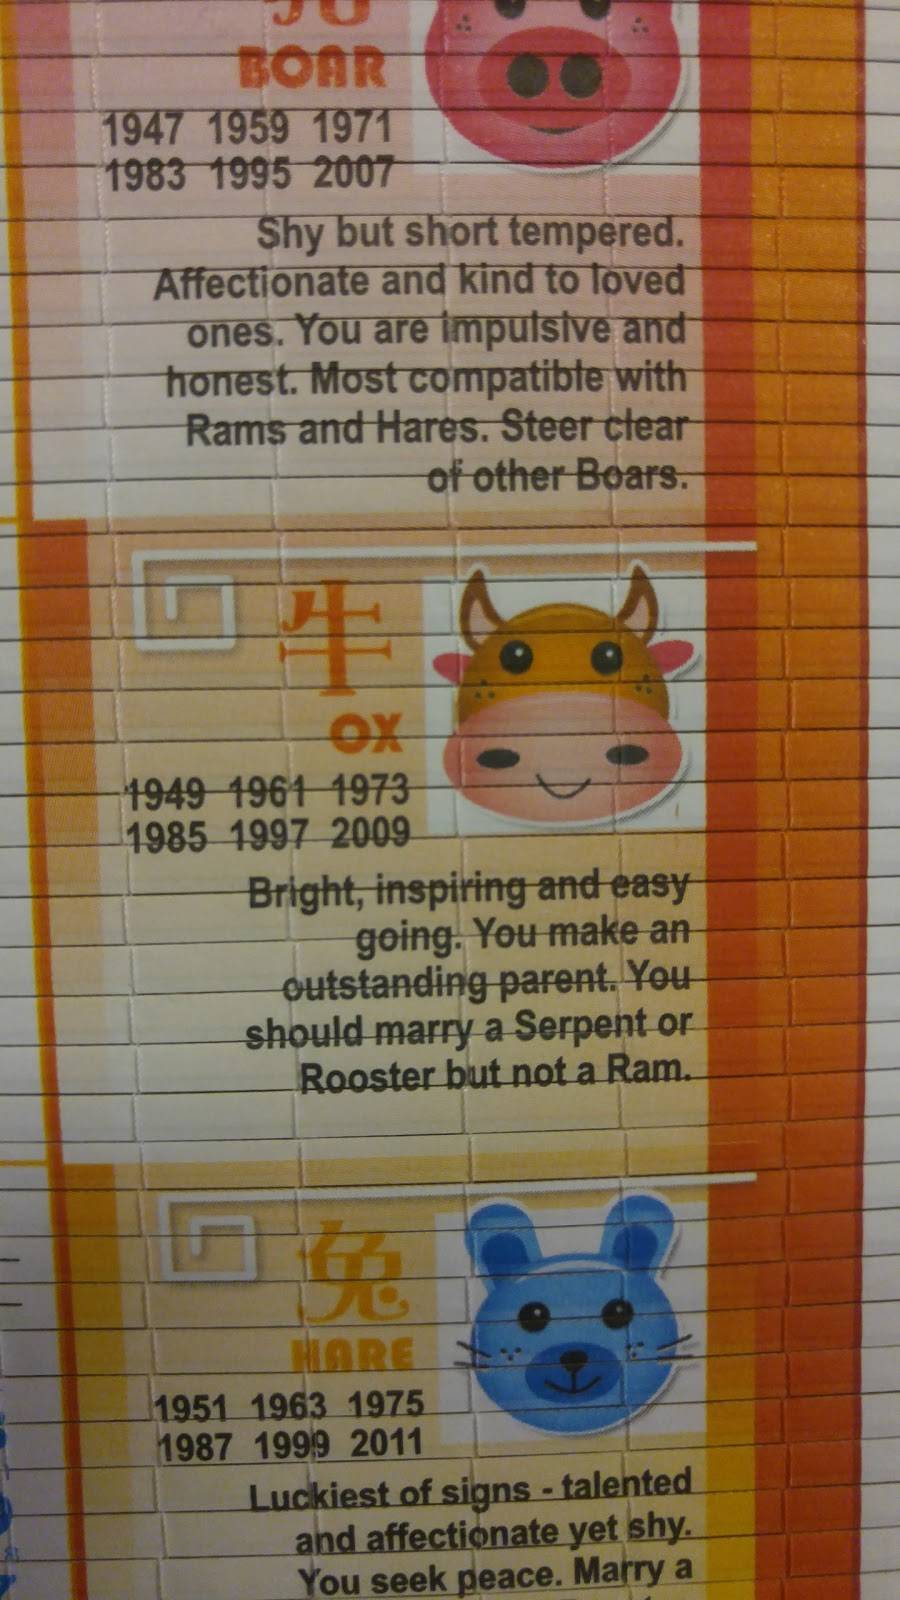 BOAR
1947 1959 1971
1983 1995 2007
Shy but short tempered.
Affectionate and kind to loved
ones. You are impulsive and
honest. Most compatible with
Rams and Hares. Steer clear
of other Boars.
牛
OX
1949 1961 1973
1985 1997 2009
Bright, inspiring and easy
going. You make an
outstanding parent. You
should marry a Serpent or
Rooster but not a Ram.
兔
HARE
1951 1963 1975
1987 1999 2011
Luckiest of signs - talented
and affectionate yet shy.
You seek peace. Marry a